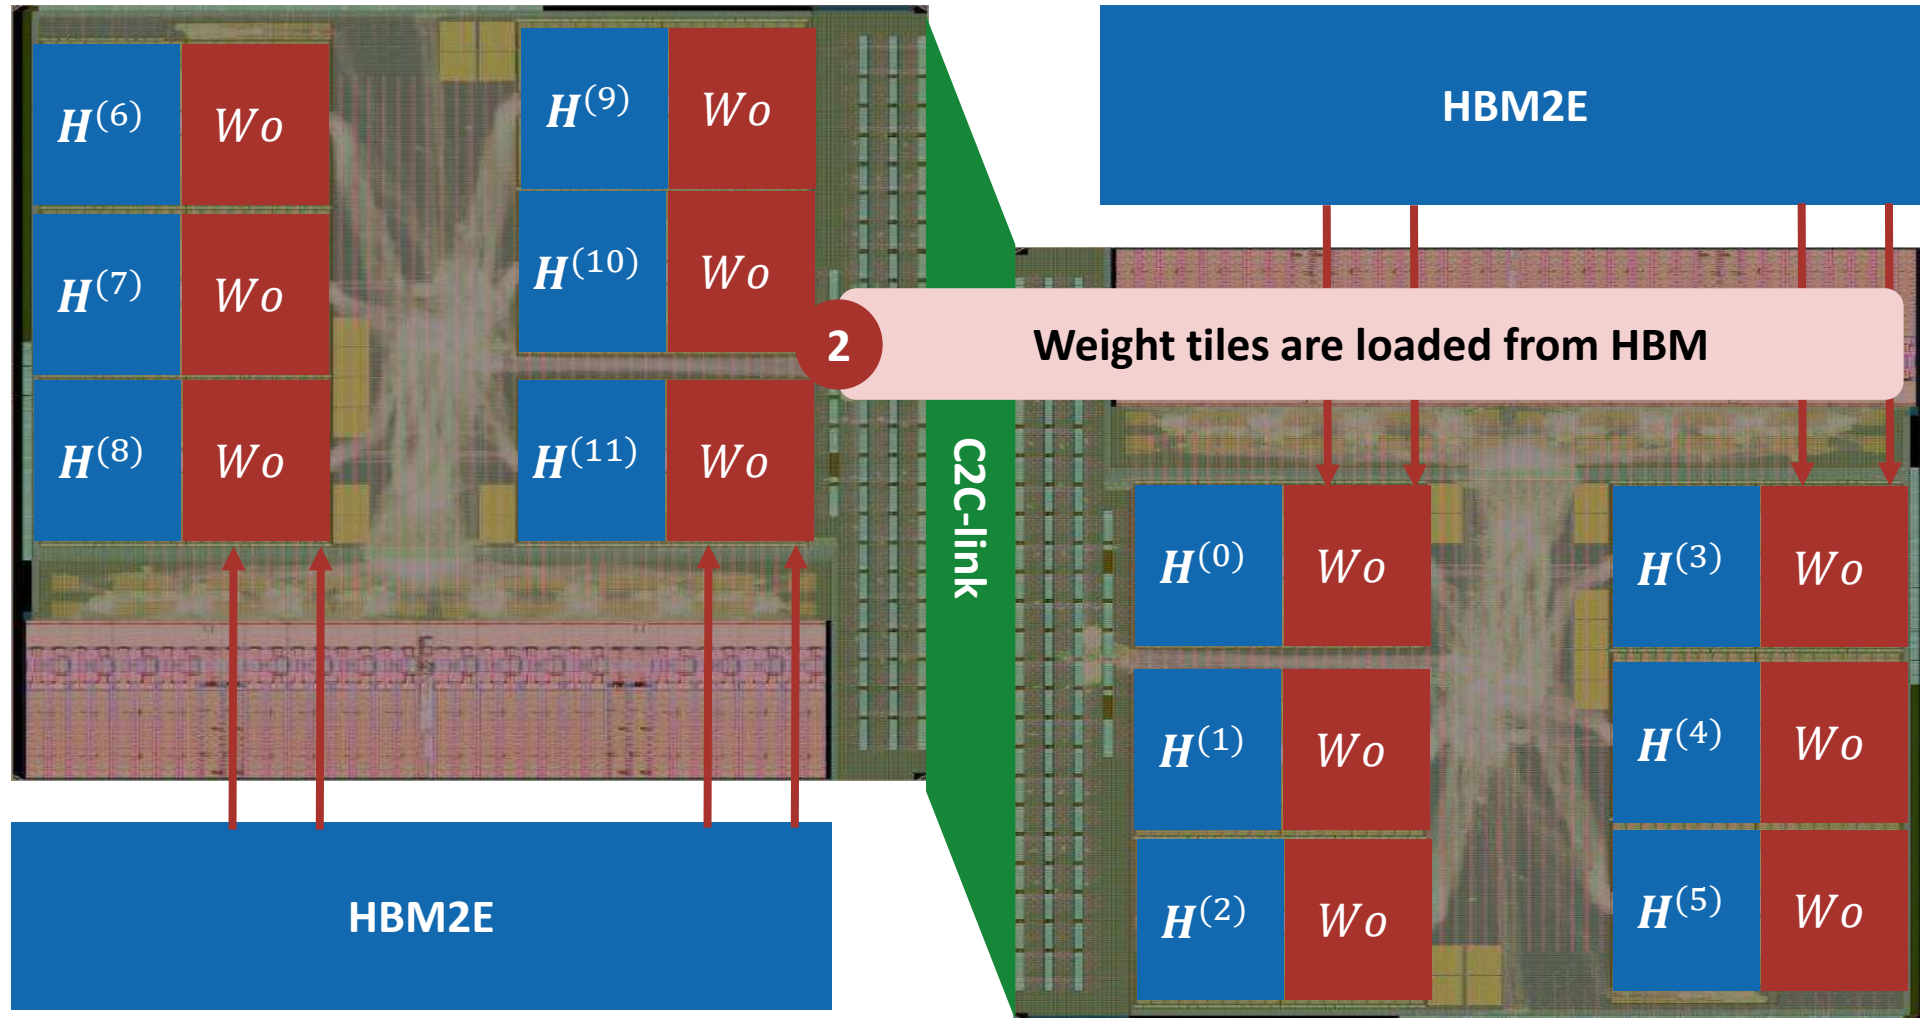 H(6) Wo
H(9) Wo
H(7) Wo
H(10) Wo
H(8) Wo
H(11) Wo
HBM2E
C2C-link
HBM2E
2 Weight tiles are loaded from HBM
H(0) Wo
H(3) Wo
H(1) Wo
H(4) Wo
H(2) Wo
H(5) Wo